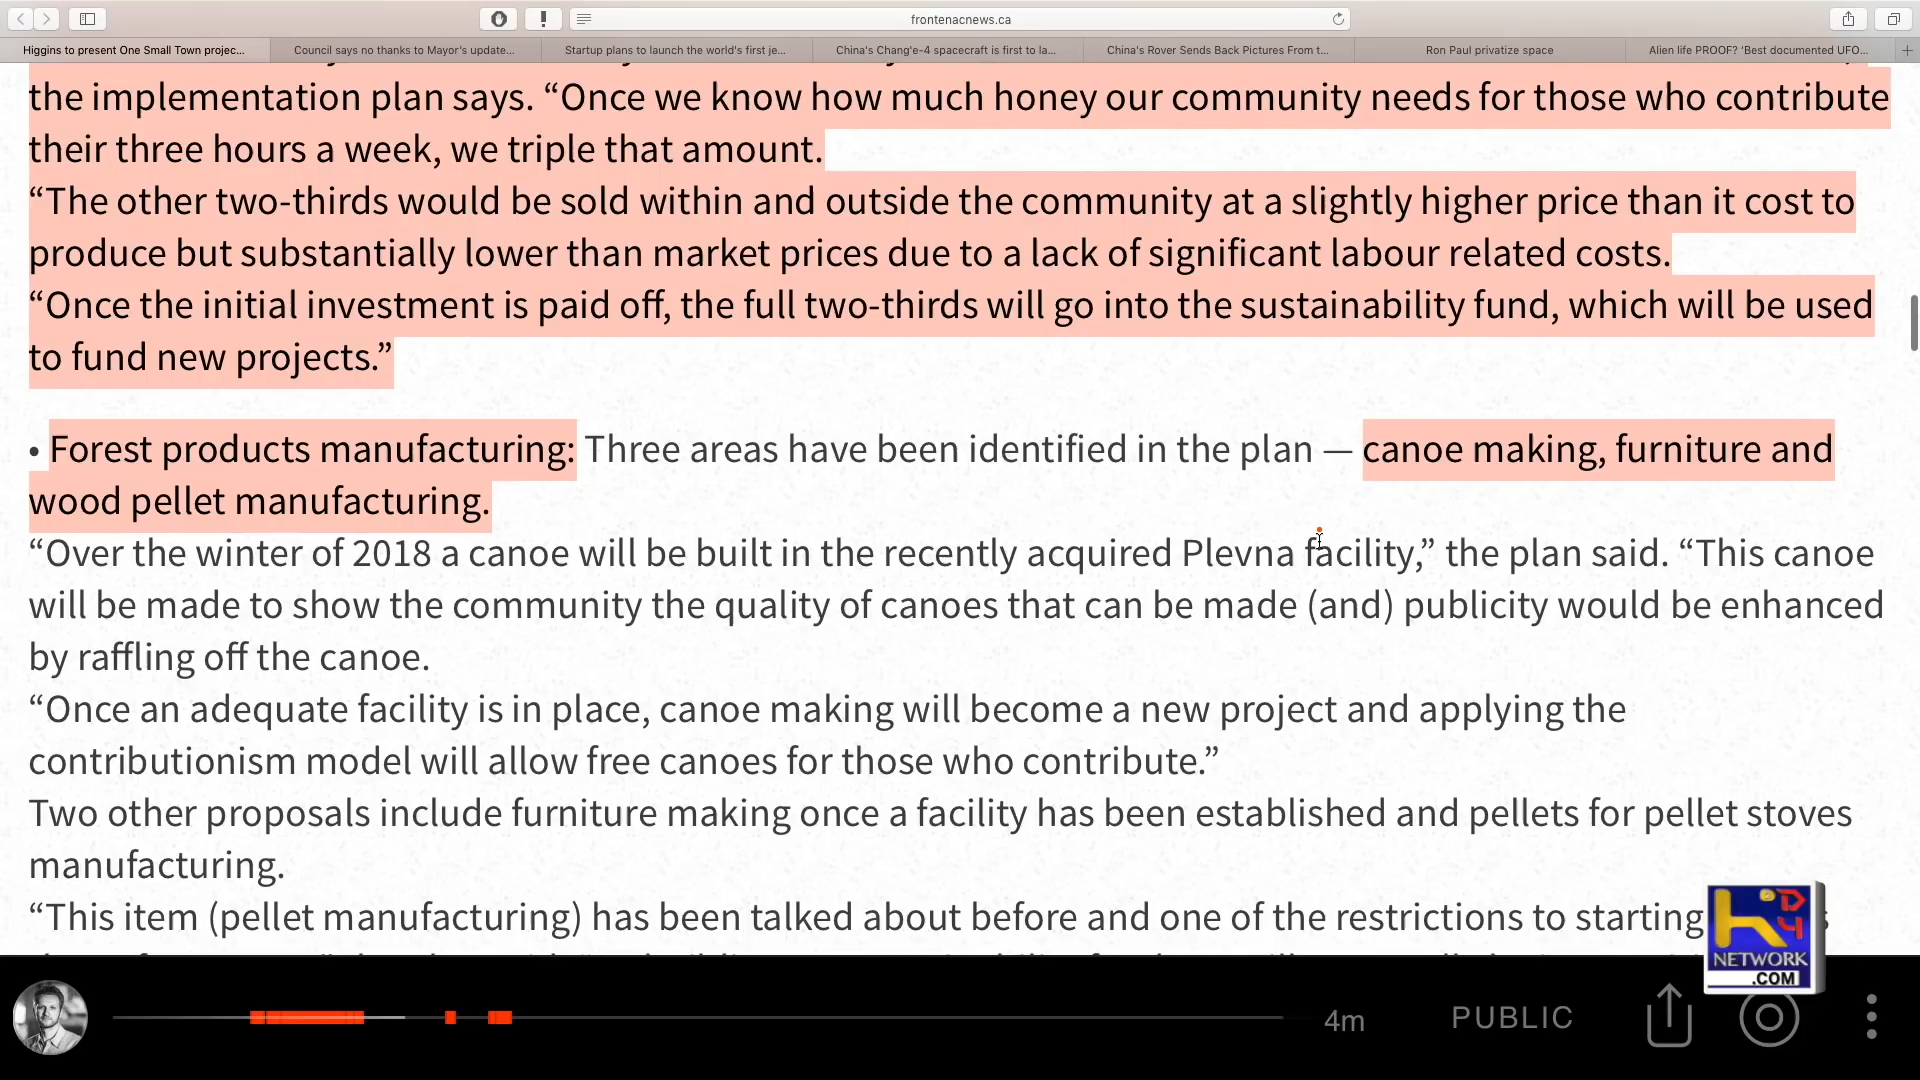 frontenacnews.ca
Higgins to present One Small Town projec...
Council says no thanks to Mayor's update...
Startup plans to launch the world's first je...
China's Chang'e-4 spacecraft is first to la...
China's Rover Sends Back Pictures From t...
Ron Paul privatize space
Alien life PROOF? 'Best documented UFO...
the implementation plan says. “Once we know how much honey our community needs for those who contribute
their three hours a week, we triple that amount.
“The other two-thirds would be sold within and outside the community at a slightly higher price than it cost to
produce but substantially lower than market prices due to a lack of significant labour related costs.
“Once the initial investment is paid off, the full two-thirds will go into the sustainability fund, which will be used
to fund new projects.”
• Forest products manufacturing: Three areas have been identified in the plan — canoe making, furniture and
wood pellet manufacturing.
“Over the winter of 2018 a canoe will be built in the recently acquired Plevna facility,” the plan said. “This canoe
will be made to show the community the quality of canoes that can be made (and) publicity would be enhanced
by raffling off the canoe.
“Once an adequate facility is in place, canoe making will become a new project and applying the
contributionism model will allow free canoes for those who contribute.”
Two other proposals include furniture making once a facility has been established and pellets for pellet stoves
manufacturing.
“This item (pellet manufacturing) has been talked about before and one of the restrictions to starting
D
4
NETWORK
.COM
4m
PUBLIC